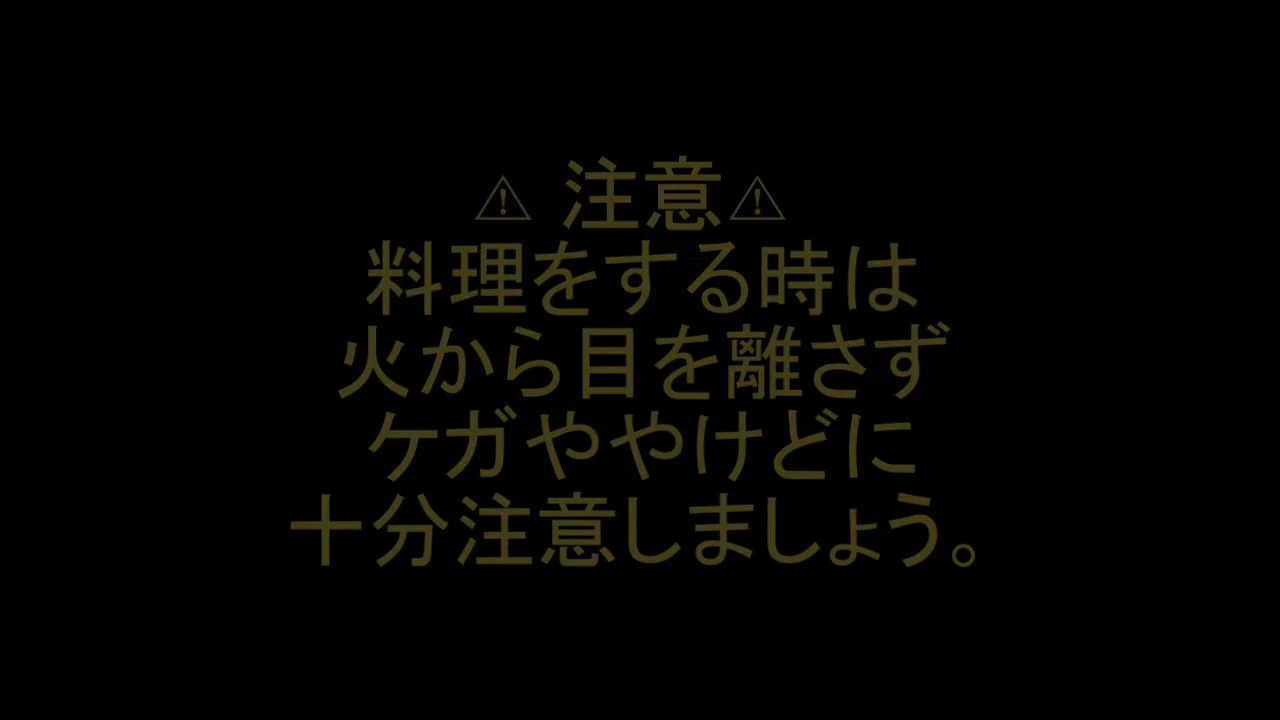 ⚠ 注意⚠
料理をする時は
火から目を離さず
ケガややけどに
十分注意しましょう。